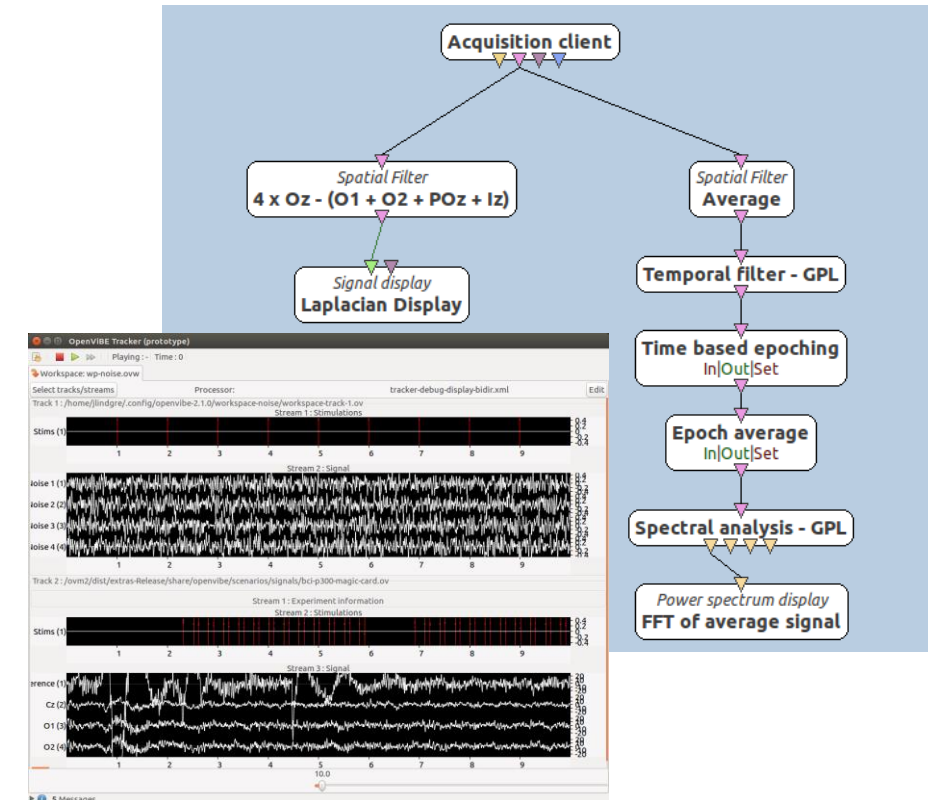 Acquisition client
Spatial Filter
4 x Oz - (O1 + O2 + POz + Iz)
Spatial Filter
Average
Signal display
Laplacian Display
Temporal filter - GPL
Time based epoching
In|Out|Set
Epoch average
In|Out|Set
Spectral analysis - GPL
Power spectrum display
FFT of average signal
OpenViBE Tracker (prototype)
Playing : - Time : 0
Workspace: wp-noise.ovw
Select tracks/streams Processor: tracker-debug-display-bidir.xml Edit
Track 1 : /home/jlindgre/.config/openvibe-2.1.0/workspace-noise/workspace-track-1.ov
Stream 1 : Stimulations
Stims (1)
1 2 3 4 5 6 7 8 9
Stream 2 : Signal
Noise 1 (1)
Noise 2 (2)
Noise 3 (3)
Noise 4 (4)
1 2 3 4 5 6 7 8 9
Track 2 : /ovm2/dist/extras-Release/share/openvibe/scenarios/signals/bci-p300-magic-card.ov
Stream 1 : Experiment information
Stream 2 : Stimulations
Stims (1)
1 2 3 4 5 6 7 8 9
Stream 3 : Signal
erence (1)
Cz (2)
O1 (3)
O2 (4)
1 2 3 4 5 6 7 8 9
10.0
5 Messages